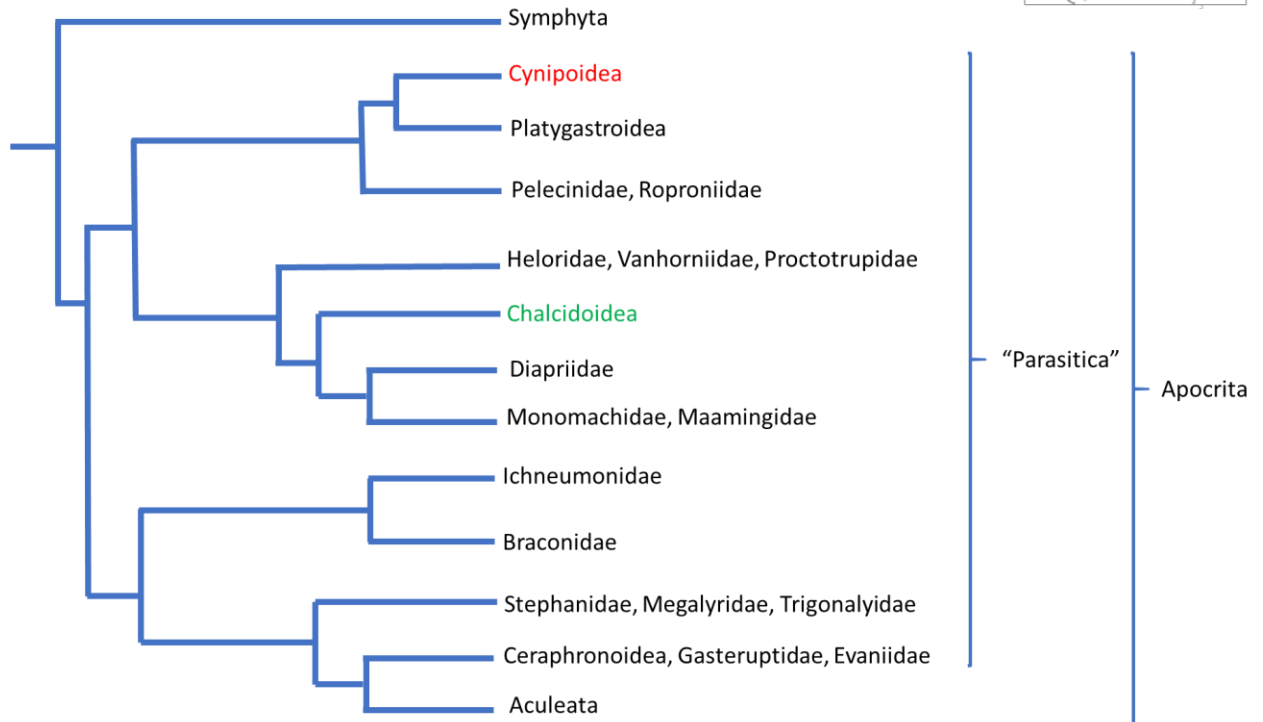 Symphyta
Cynipoidea
Platygastroidea
Pelecinidae, Roproniidae
Heloridae, Vanhorniidae, Proctotrupidae
Chalcidoidea
Diapriidae
Monomachidae, Maamingidae
Ichneumonidae
Braconidae
Stephanidae, Megalyridae, Trigonalyidae
Ceraphronoidea, Gasteruptidae, Evaniidae
Aculeata
“Parasitica”
Apocrita